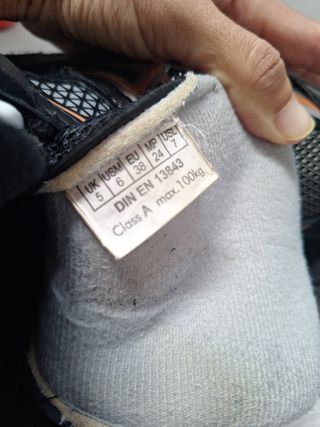 UK USM EU MP USL
5 6 38 24 7
DIN EN 13843
Class A max.100kg